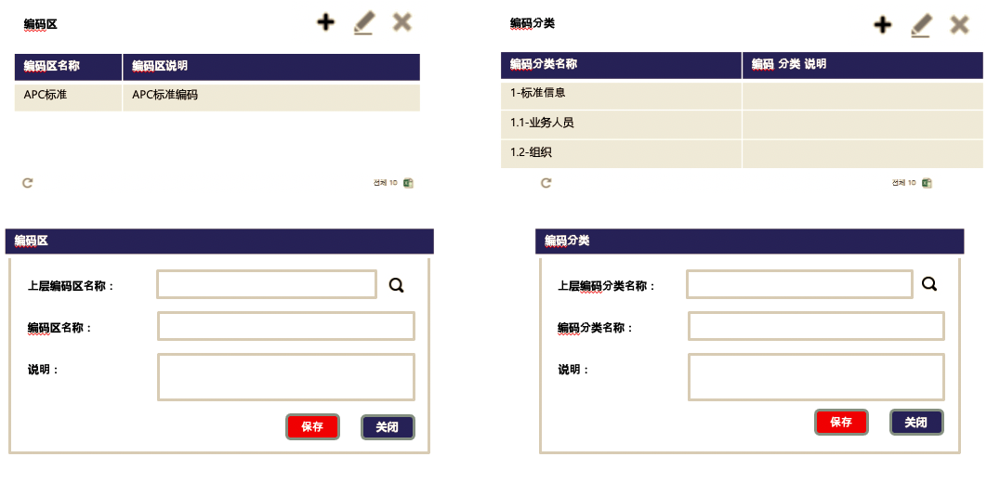 编码区
编码区名称 编码区说明
APC标准 APC标准编码
전체 10
编码分类
编码分类名称 编码 分类 说明
1-标准信息
1.1-业务人员
1.2-组织
전체 10
编码区
上层编码区名称：
编码区名称：
说明：
保存 关闭
编码分类
上层编码分类名称：
编码分类名称：
说明：
保存 关闭